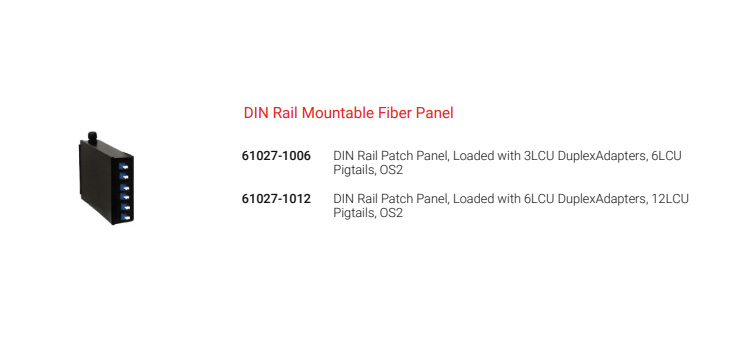 DIN Rail Mountable Fiber Panel
61027-1006 DIN Rail Patch Panel, Loaded with 3LCU DuplexAdapters, 6LCU
Pigtails, OS2
61027-1012 DIN Rail Patch Panel, Loaded with 6LCU DuplexAdapters, 12LCU
Pigtails, OS2